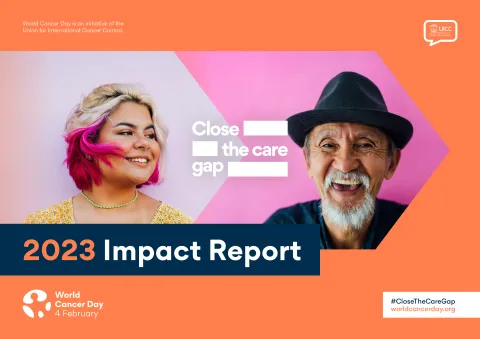 World Cancer Day is an initiative of the
Union for International Cancer Control.
UICC
Close
the care
gap
2023 Impact Report
World
Cancer Day
4 February
#CloseTheCareGap
worldcancerday.org